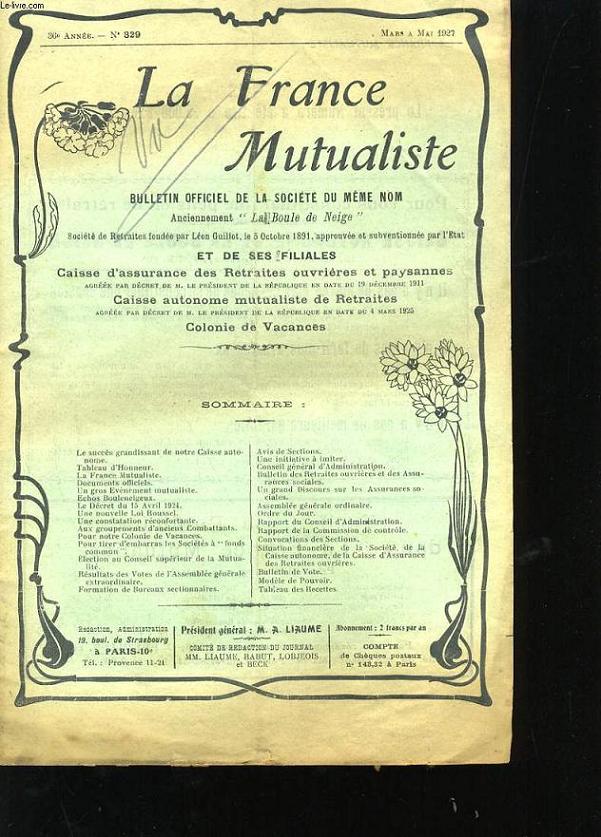 Le-livre.com
36e ANNÉE. — N° 329
MARS A MAI 1927
La France
Mutualiste
Vu
BULLETIN OFFICIEL DE LA SOCIÉTÉ DU MÊME NOM
Anciennement " La Boule de Neige "
Société de Retraites fondée par Léon Guillot, le 5 Octobre 1891, approuvée et subventionnée par l'Etat
ET DE SES FILIALES
Caisse d'assurance des Retraites ouvrières et paysannes
AGRÉÉE PAR DÉCRET DE M. LE PRÉSIDENT DE LA RÉPUBLIQUE EN DATE DU 19 DÉCEMBRE 1911
Caisse autonome mutualiste de Retraites
AGRÉÉE PAR DÉCRET DE M. LE PRÉSIDENT DE LA RÉPUBLIQUE EN DATE DU 4 MARS 1925
Colonie de Vacances
SOMMAIRE :
Le succès grandissant de notre Caisse auto-
nome.
Tableau d'Honneur.
La France Mutualiste.
Documents officiels.
Un gros Evénement mutualiste.
Echos Bouleneigeux.
Le Décret du 15 Avril 1924.
Une nouvelle Loi Roussel.
Une constatation réconfortante.
Aux groupements d'anciens Combattants.
Pour notre Colonie de Vacances.
Pour tirer d'embarras les Sociétés à "fonds
commun".
Election au Conseil supérieur de la Mutua-
lité.
Résultats des Votes de l'Assemblée générale
extraordinaire.
Formation de Bureaux sectionnaires.
Avis de Sections.
Une initiative à imiter.
Conseil général d'Administration.
Bulletin des Retraites ouvrières et des Assu-
rances sociales.
Un grand Discours sur les Assurances so-
ciales.
Assemblée générale ordinaire.
Ordre du Jour.
Rapport du Conseil d'Administration.
Rapport de la Commission de contrôle.
Convocations des Sections.
Situation financière de la Société, de la
Caisse autonome, de la Caisse d'Assurance
des Retraites ouvrières.
Bulletin de Vote.
Modèle de Pouvoir.
Tableau des Recettes.
Rédaction, Administration
19, boul. de Strasbourg
à PARIS-10e
Tél. : Provence 11-21
Président général : M. A. LIAUME
COMITÉ DE RÉDACTION DU JOURNAL
MM. LIAUME, RABUT, LOBJEOIS
et BECK
Abonnement : 2 francs par an
COMPTE
de Chèques postaux
n° 148,32 à Paris